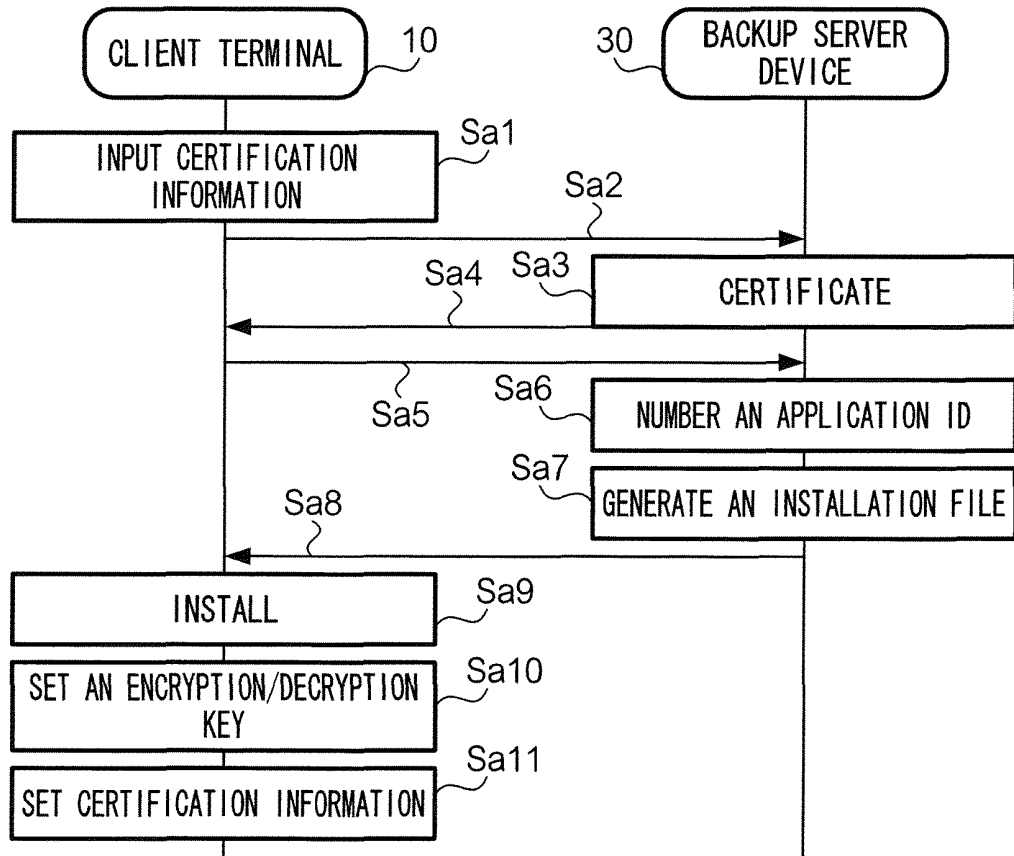 CLIENT TERMINAL
10
30
BACKUP SERVER
DEVICE
Sa1
INPUT CERTIFICATION
INFORMATION
Sa2
Sa3
CERTIFICATE
Sa4
Sa5
Sa6
NUMBER AN APPLICATION ID
Sa7
GENERATE AN INSTALLATION FILE
Sa8
INSTALL
Sa9
SET AN ENCRYPTION/DECRYPTION
KEY
Sa10
SET CERTIFICATION INFORMATION
Sa11